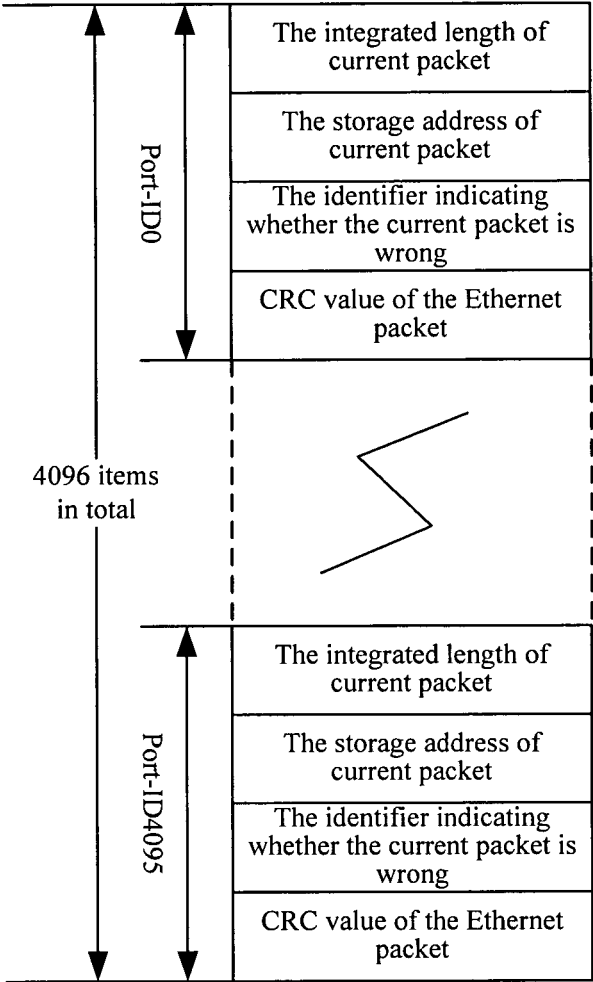 The integrated length of
current packet
The storage address of
current packet
The identifier indicating
whether the current packet is
wrong
CRC value of the Ethernet
packet
Port-ID0
4096 items
in total
The integrated length of
current packet
The storage address of
current packet
The identifier indicating
whether the current packet is
wrong
CRC value of the Ethernet
packet
Port-ID4095